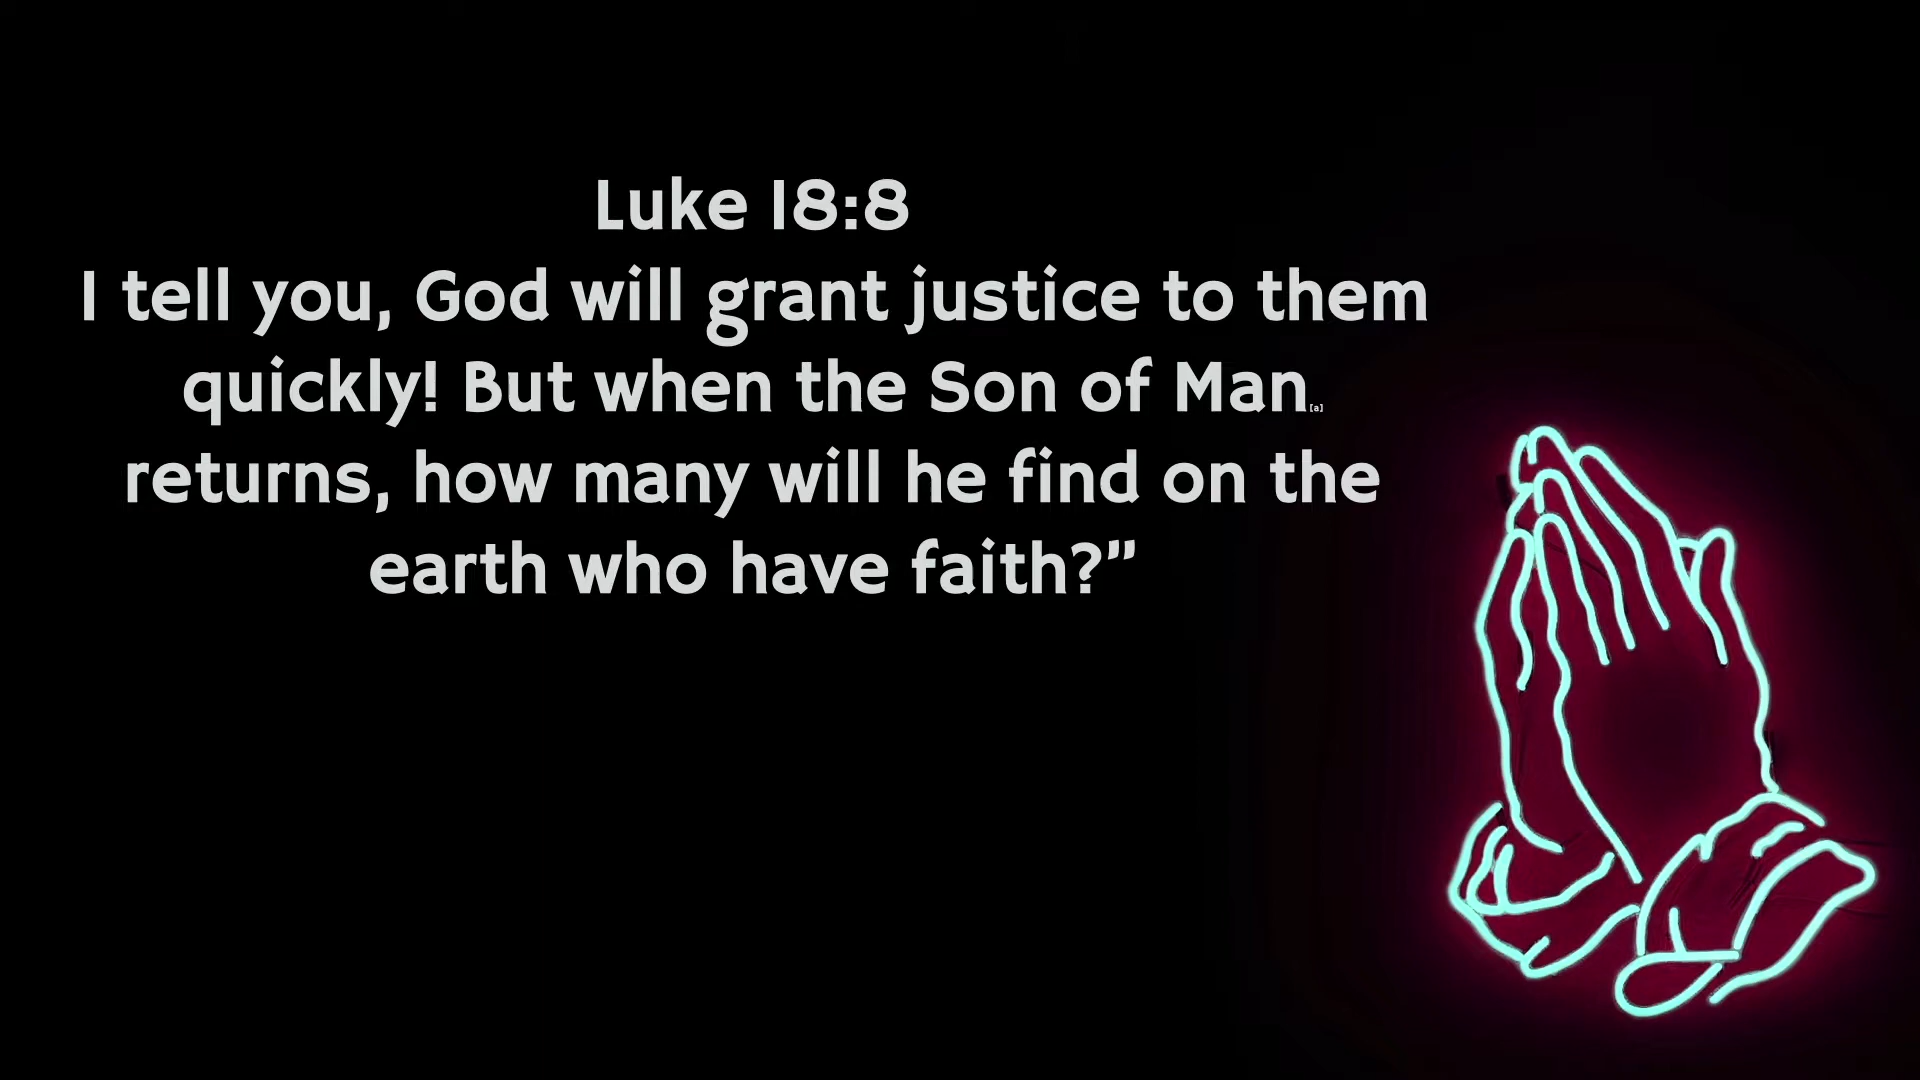 Luke 18:8
I tell you, God will grant justice to them
quickly! But when the Son of Man[a]
returns, how many will he find on the
earth who have faith?”